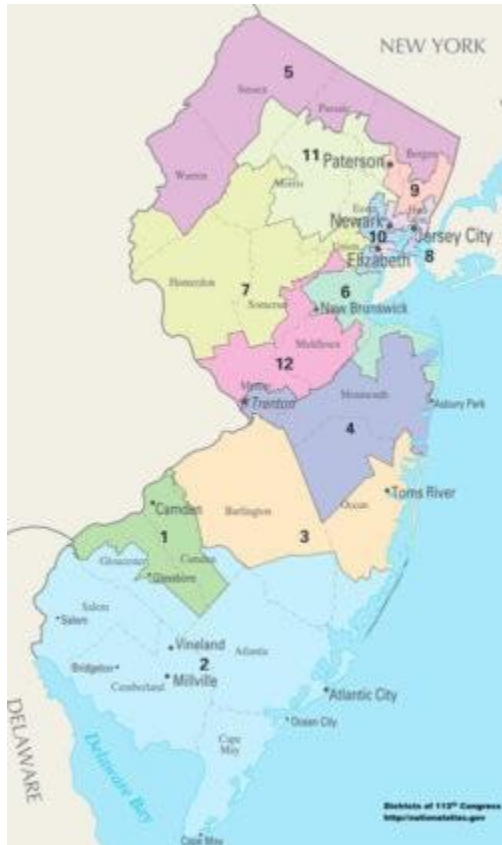 NEW YORK
5
Sussex
Passaic
11
Paterson
Bergen
Warren
Morris
9
Essex
Newark
10
Jersey City
Union
Elizabeth
8
Hunterdon
7
6
Somerset
New Brunswick
Middlesex
12
Mercer
Trenton
Monmouth
Asbury Park
4
Toms River
Camden
Burlington
Ocean
1
3
Camden
Gloucester
Glassboro
Salem
Salem
Vineland
Atlantic
2
Bridgeton
Millville
Cumberland
Atlantic City
DELAWARE
Ocean City
Delaware Bay
Cape
May
Districts of 113th Congress
http://nationalatlas.gov
Cape May